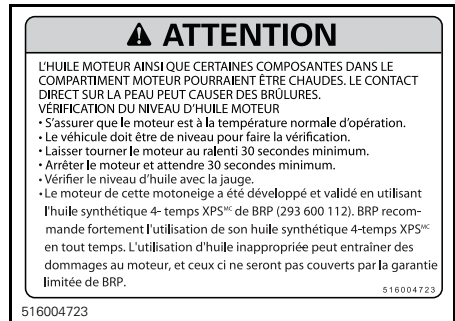 ATTENTION
L'HUILE MOTEUR AINSI QUE CERTAINES COMPOSANTES DANS LE
COMPARTIMENT MOTEUR POURRAIENT ÊTRE CHAUDES. LE CONTACT
DIRECT SUR LA PEAU PEUT CAUSER DES BRÛLURES.
VÉRIFICATION DU NIVEAU D'HUILE MOTEUR
• S'assurer que le moteur est à la température normale d'opération.
• Le véhicule doit être de niveau pour faire la vérification.
• Laisser tourner le moteur au ralenti 30 secondes minimum.
• Arrêter le moteur et attendre 30 secondes minimum.
• Vérifier le niveau d'huile avec la jauge.
• Le moteur de cette motoneige a été développé et validé en utilisant
l'huile synthétique 4- temps XPSᴹᶜ de BRP (293 600 112). BRP recom-
mande fortement l'utilisation de son huile synthétique 4-temps XPSᴹᶜ
en tout temps. L'utilisation d'huile inappropriée peut entraîner des
dommages au moteur, et ceux ci ne seront pas couverts par la garantie
limitée de BRP.
516004723
516004723